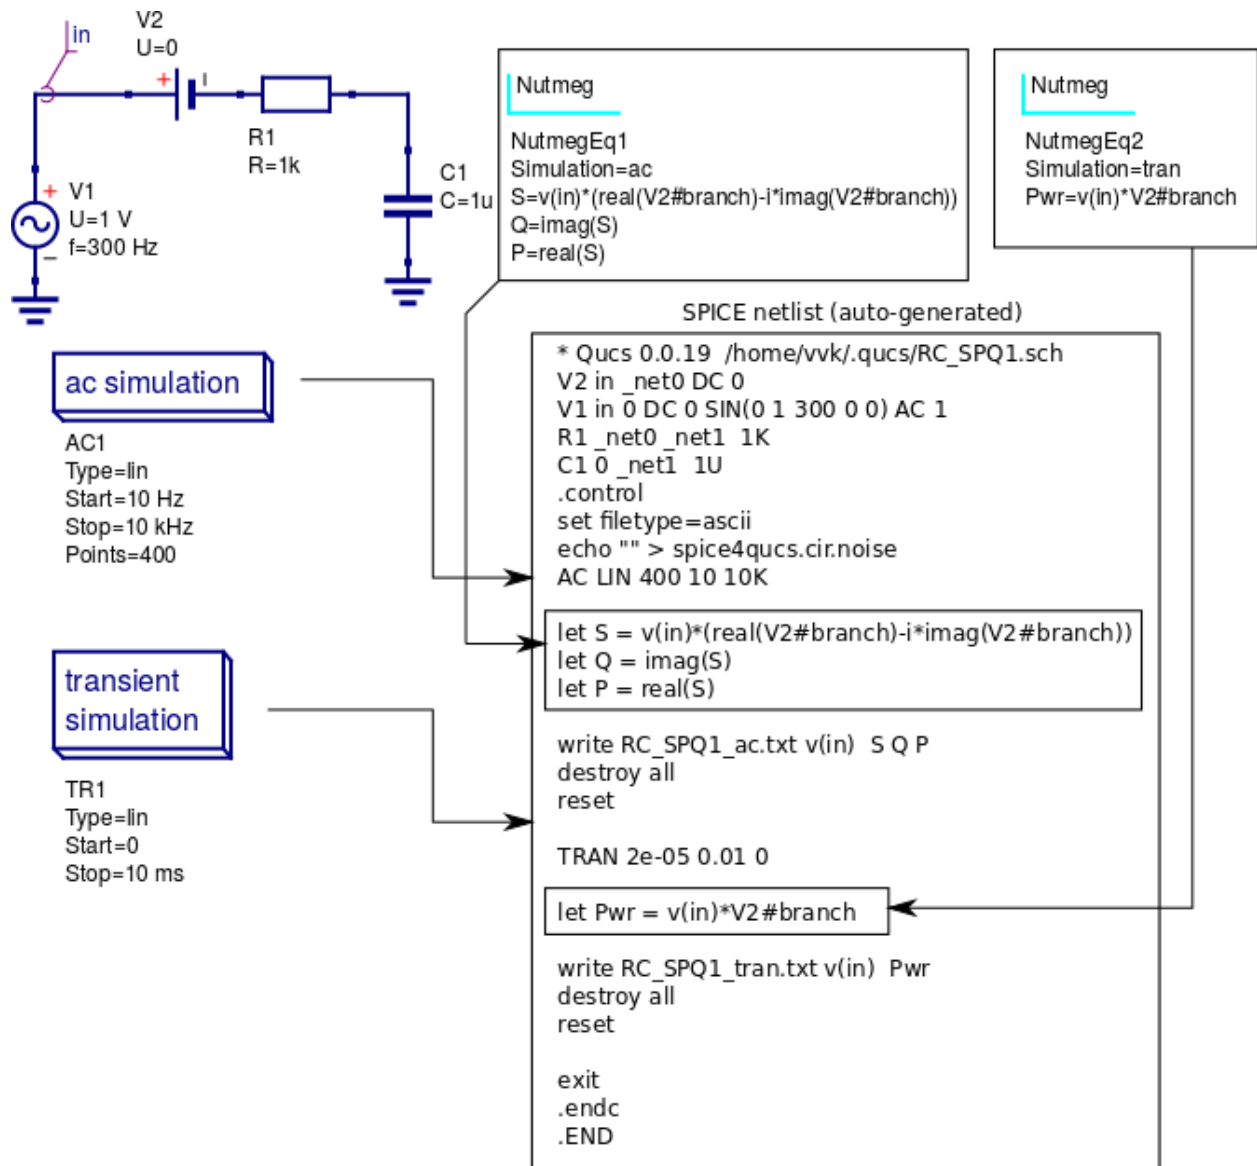 in
V2
U=0
+
I
R1
R=1k
C1
C=1u
+
V1
U=1 V
f=300 Hz
−
Nutmeg
NutmegEq1
Simulation=ac
S=v(in)*(real(V2#branch)-i*imag(V2#branch))
Q=imag(S)
P=real(S)
Nutmeg
NutmegEq2
Simulation=tran
Pwr=v(in)*V2#branch
ac simulation
AC1
Type=lin
Start=10 Hz
Stop=10 kHz
Points=400
transient
simulation
TR1
Type=lin
Start=0
Stop=10 ms
SPICE netlist (auto-generated)
* Qucs 0.0.19 /home/vvk/.qucs/RC_SPQ1.sch
V2 in _net0 DC 0
V1 in 0 DC 0 SIN(0 1 300 0 0) AC 1
R1 _net0 _net1 1K
C1 0 _net1 1U
.control
set filetype=ascii
echo "" > spice4qucs.cir.noise
AC LIN 400 10 10K
let S = v(in)*(real(V2#branch)-i*imag(V2#branch))
let Q = imag(S)
let P = real(S)
write RC_SPQ1_ac.txt v(in) S Q P
destroy all
reset
TRAN 2e-05 0.01 0
let Pwr = v(in)*V2#branch
write RC_SPQ1_tran.txt v(in) Pwr
destroy all
reset
exit
.endc
.END